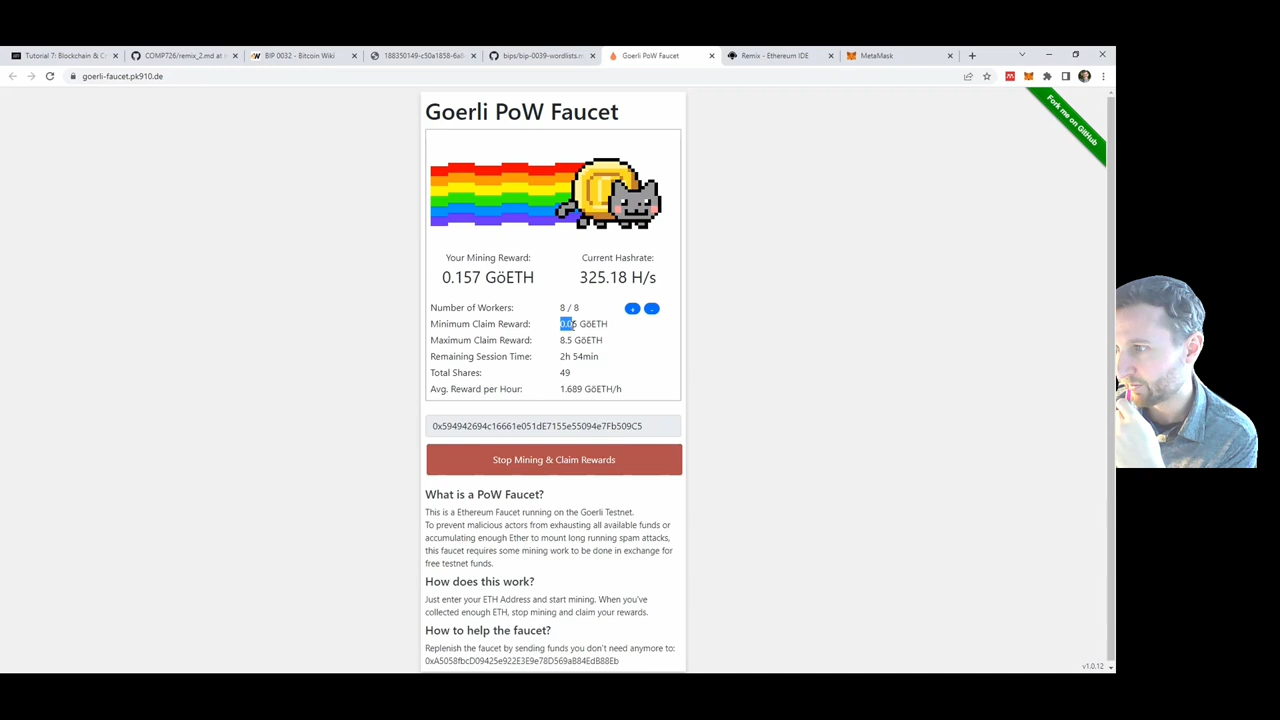 Tutorial 7: Blockchain & C
COMP726/remix_2.md at
BIP 0032 - Bitcoin Wiki
188350149-c50a1858-6a
bips/bip-0039-wordlists.m
Goerli PoW Faucet
Remix - Ethereum IDE
MetaMask
goerli-faucet.pk910.de
Fork me on GitHub
Goerli PoW Faucet
Your Mining Reward: Current Hashrate:
0.157 GöETH 325.18 H/s
Number of Workers: 8 / 8 + -
Minimum Claim Reward: 0.05 GöETH
Maximum Claim Reward: 8.5 GöETH
Remaining Session Time: 2h 54min
Total Shares: 49
Avg. Reward per Hour: 1.689 GöETH/h
0x594942694c16661e051dE7155e55094e7Fb509C5
Stop Mining & Claim Rewards
What is a PoW Faucet?
This is a Ethereum Faucet running on the Goerli Testnet.
To prevent malicious actors from exhausting all available funds or
accumulating enough Ether to mount long running spam attacks,
this faucet requires some mining work to be done in exchange for
free testnet funds.
How does this work?
Just enter your ETH Address and start mining. When you've
collected enough ETH, stop mining and claim your rewards.
How to help the faucet?
Replenish the faucet by sending funds you don't need anymore to:
0xA5058fbcD09425e922E3E9e78D569aB84EdB88Eb
v1.0.12